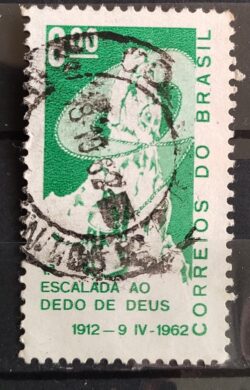 8.00
CORREIOS DO BRASIL
ESCALADA AO
DEDO DE DEUS
1912 — 9 IV - 1962